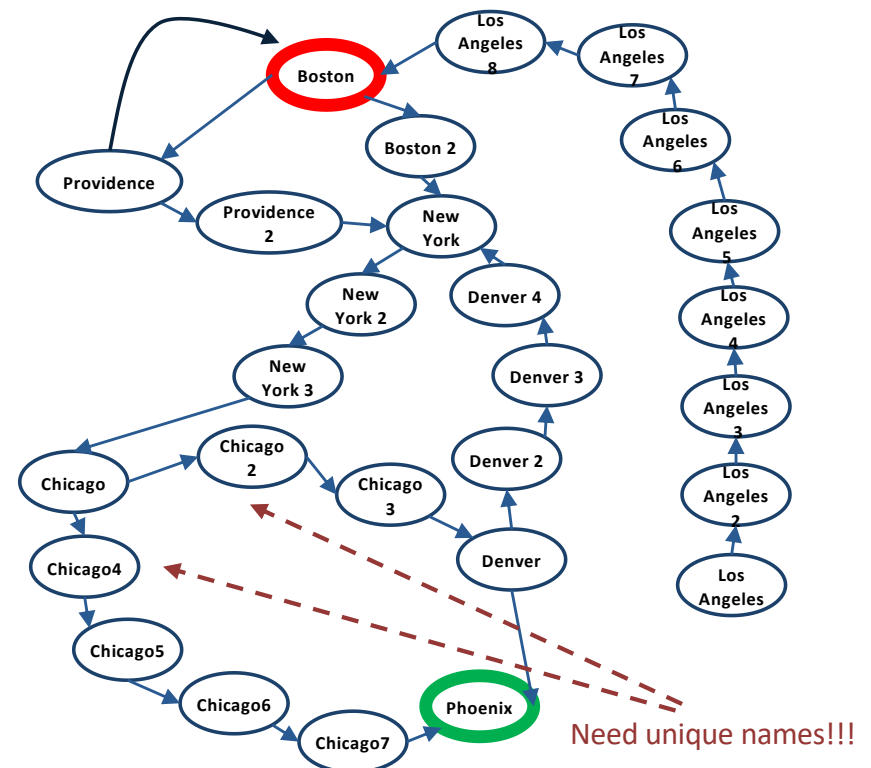 Los
Angeles
8
Los
Angeles
7
Boston
Los
Angeles
6
Boston 2
Providence
Providence
2
New
York
Los
Angeles
5
New
York 2
Denver 4
Los
Angeles
4
New
York 3
Denver 3
Los
Angeles
3
Chicago
2
Denver 2
Chicago
Chicago
3
Los
Angeles
2
Chicago4
Denver
Los
Angeles
Chicago5
Chicago6
Phoenix
Chicago7
Need unique names!!!